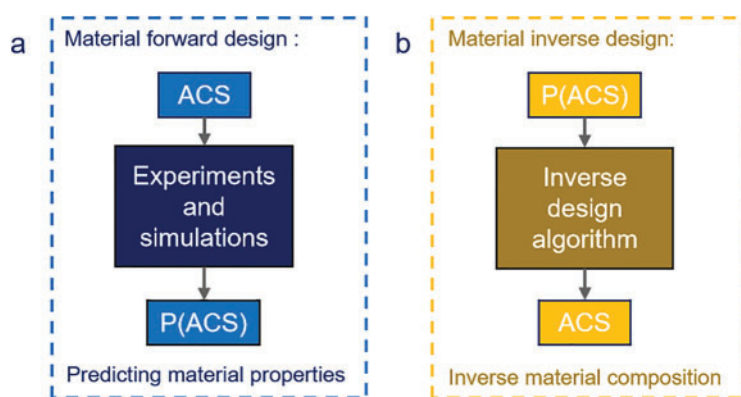 a
Material forward design :
ACS
Experiments
and
simulations
P(ACS)
Predicting material properties
b
Material inverse design:
P(ACS)
Inverse
design
algorithm
ACS
Inverse material composition